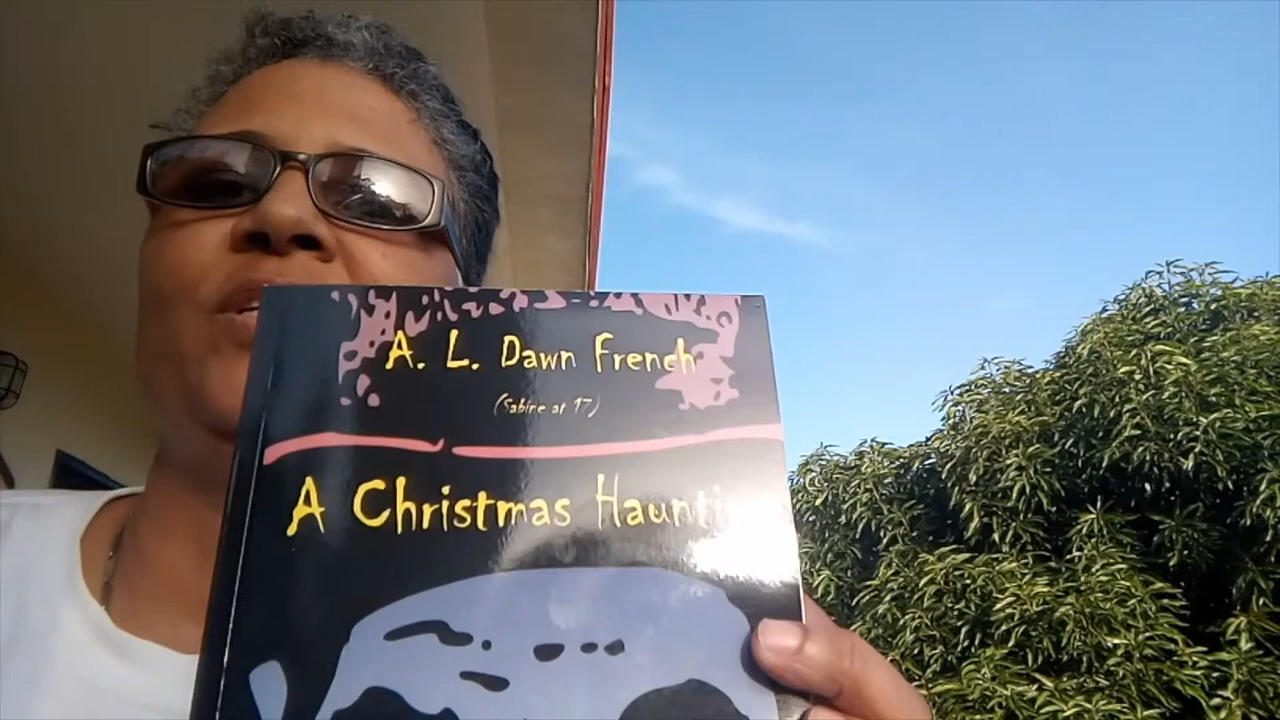 A. L. Dawn French
(Sabine at 17)
A Christmas